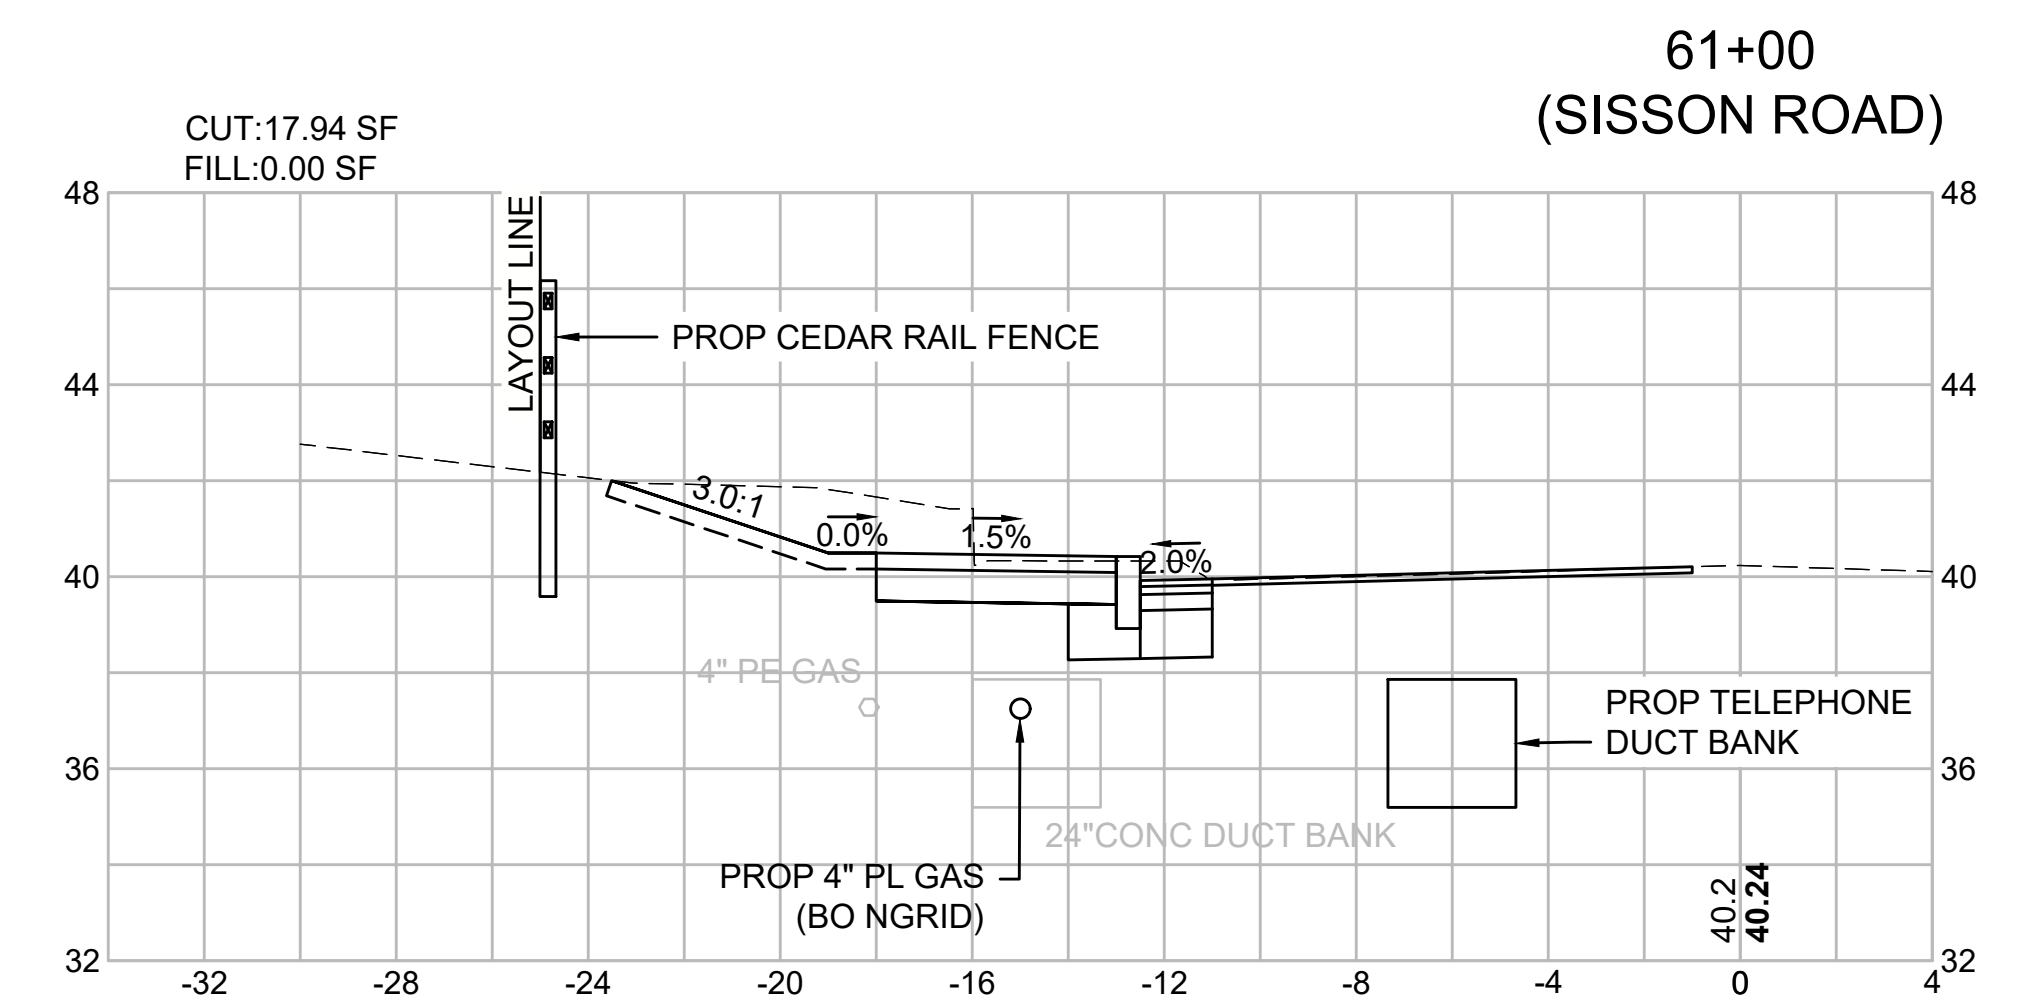 61+00
(SISSON ROAD)
CUT:17.94 SF
FILL:0.00 SF
48
48
LAYOUT LINE
PROP CEDAR RAIL FENCE
44
44
3.0:1
0.0%
1.5%
2.0%
40
40
4" PE GAS
PROP TELEPHONE
DUCT BANK
36
36
24"CONC DUCT BANK
PROP 4" PL GAS
(BO NGRID)
40.2
40.24
32
32
-32
-28
-24
-20
-16
-12
-8
-4
0
4